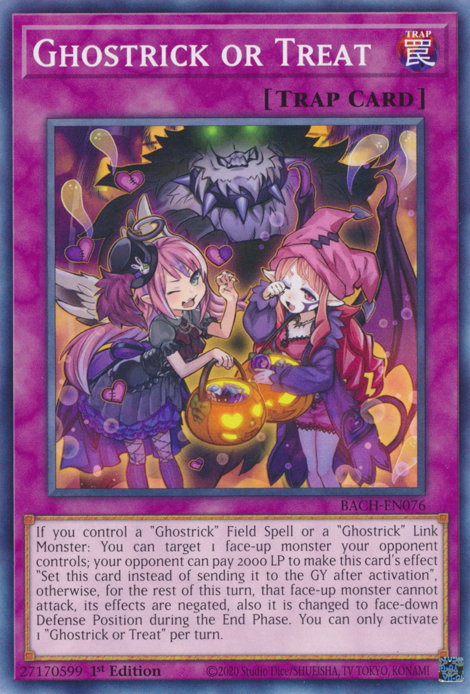 GHOSTRICK OR TREAT
TRAP
罠
[TRAP CARD]
BACH-EN076
If you control a "Ghostrick" Field Spell or a "Ghostrick" Link
Monster: You can target 1 face-up monster your opponent
controls; your opponent can pay 2000 LP to make this card's effect
"Set this card instead of sending it to the GY after activation",
otherwise, for the rest of this turn, that face-up monster cannot
attack, its effects are negated, also it is changed to face-down
Defense Position during the End Phase. You can only activate
1 "Ghostrick or Treat" per turn.
27170599 1st Edition ©2020 Studio Dice/SHUEISHA, TV TOKYO, KONAMI